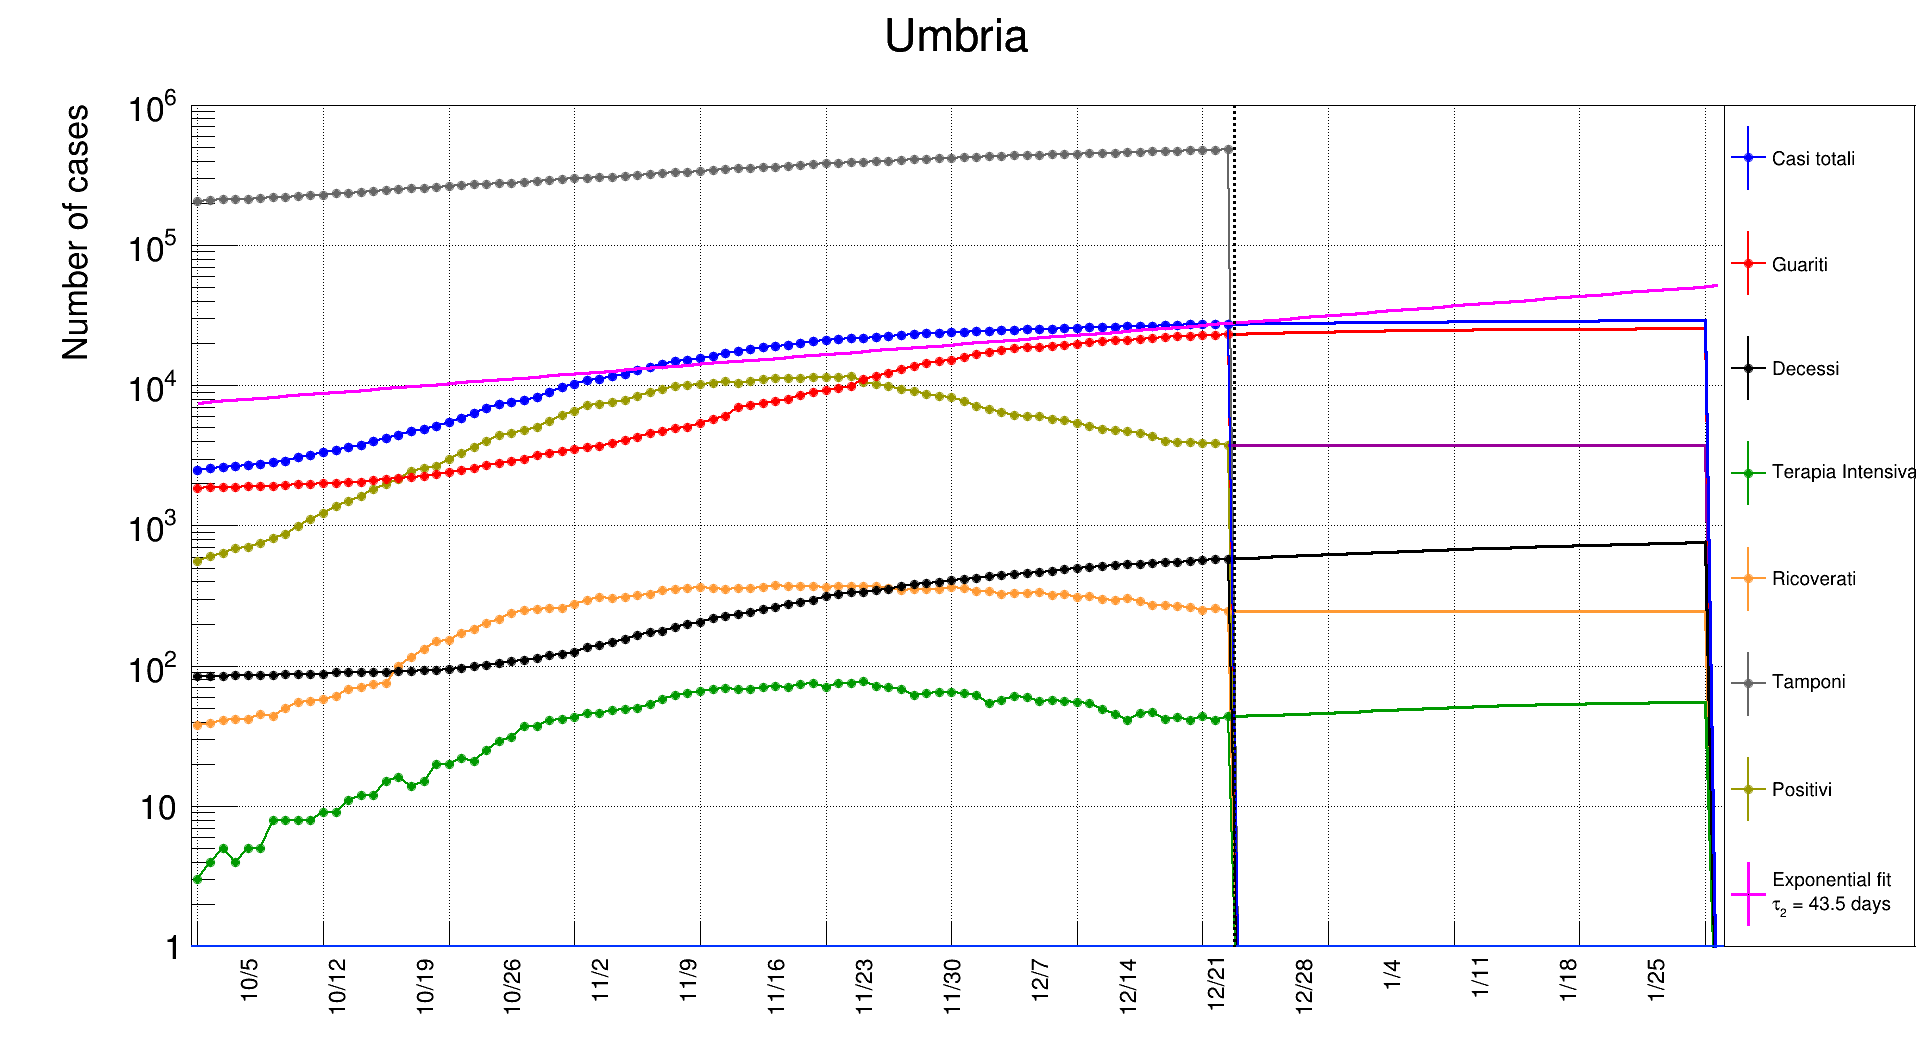 Umbria
Number of cases
10^6
10^5
10^4
10^3
10^2
10
1
10/5
10/12
10/19
10/26
11/2
11/9
11/16
11/23
11/30
12/7
12/14
12/21
12/28
1/4
1/11
1/18
1/25
Casi totali
Guariti
Decessi
Terapia Intensiva
Ricoverati
Tamponi
Positivi
Exponential fit
τ_2 = 43.5 days